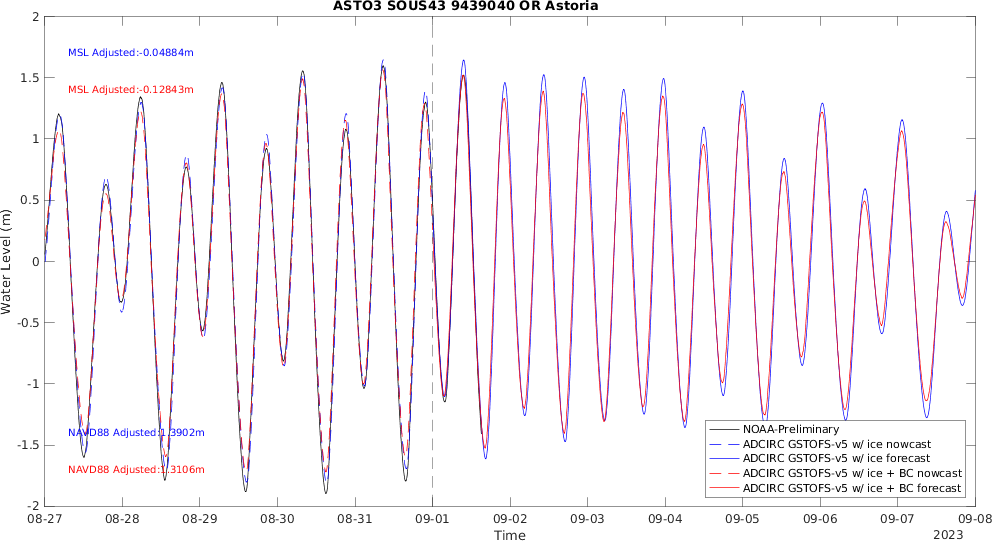 ASTO3 SOUS43 9439040 OR Astoria
2
1.5
1
0.5
0
-0.5
-1
-1.5
-2
Water Level (m)
MSL Adjusted:-0.04884m
MSL Adjusted:-0.12843m
NAVD88 Adjusted:1.3902m
NAVD88 Adjusted:1.3106m
NOAA-Preliminary
ADCIRC GSTOFS-v5 w/ ice nowcast
ADCIRC GSTOFS-v5 w/ ice forecast
ADCIRC GSTOFS-v5 w/ ice + BC nowcast
ADCIRC GSTOFS-v5 w/ ice + BC forecast
08-27 08-28 08-29 08-30 08-31 09-01 09-02 09-03 09-04 09-05 09-06 09-07 09-08
Time
2023